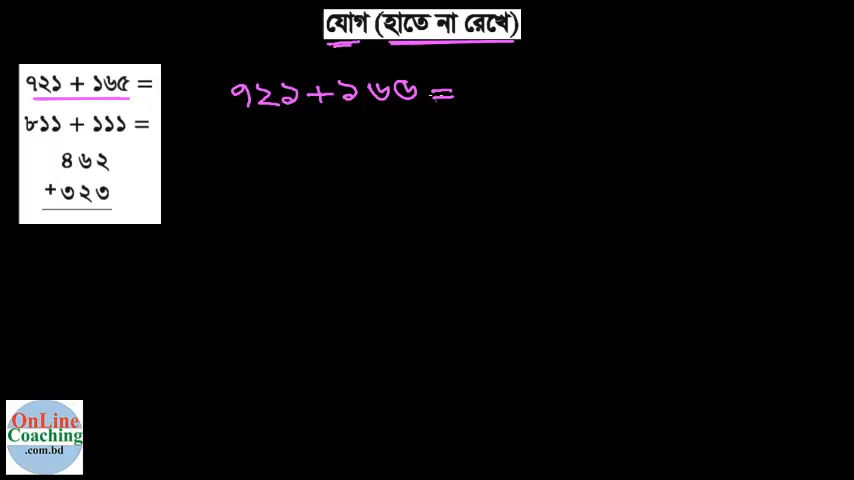 যোগ (হাতে না রেখে)
৭২১ + ১৬৫ =
৭২১ + ১৬৫ =
৮১১ + ১১১ =
৪৬২
+ ৩২৩
OnLine
Coaching
.com.bd